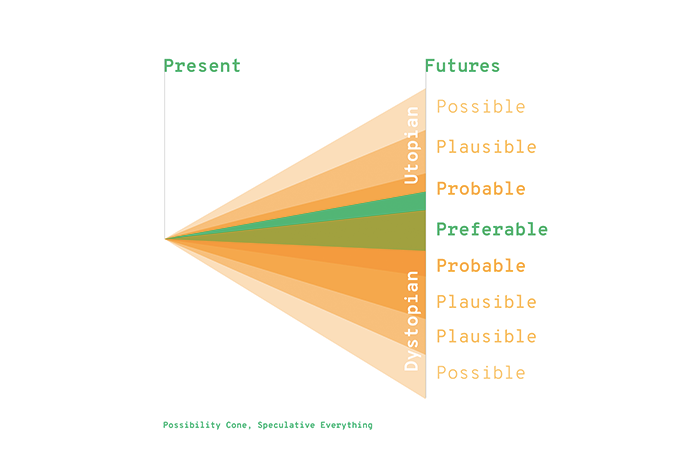 Present
Futures
Utopian
Dystopian
Possible
Plausible
Probable
Preferable
Probable
Plausible
Plausible
Possible
Possibility Cone, Speculative Everything